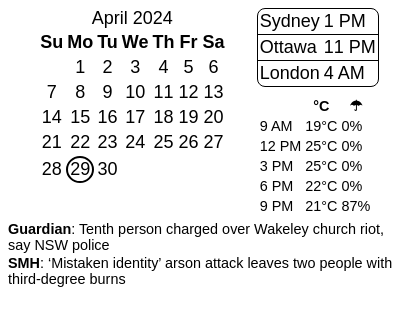 April 2024
Su Mo Tu We Th Fr Sa
1 2 3 4 5 6
7 8 9 10 11 12 13
14 15 16 17 18 19 20
21 22 23 24 25 26 27
28 29 30
Sydney 1 PM
Ottawa 11 PM
London 4 AM
°C ☂
9 AM 19°C 0%
12 PM 25°C 0%
3 PM 25°C 0%
6 PM 22°C 0%
9 PM 21°C 87%
Guardian: Tenth person charged over Wakeley church riot,
say NSW police
SMH: ‘Mistaken identity’ arson attack leaves two people with
third-degree burns